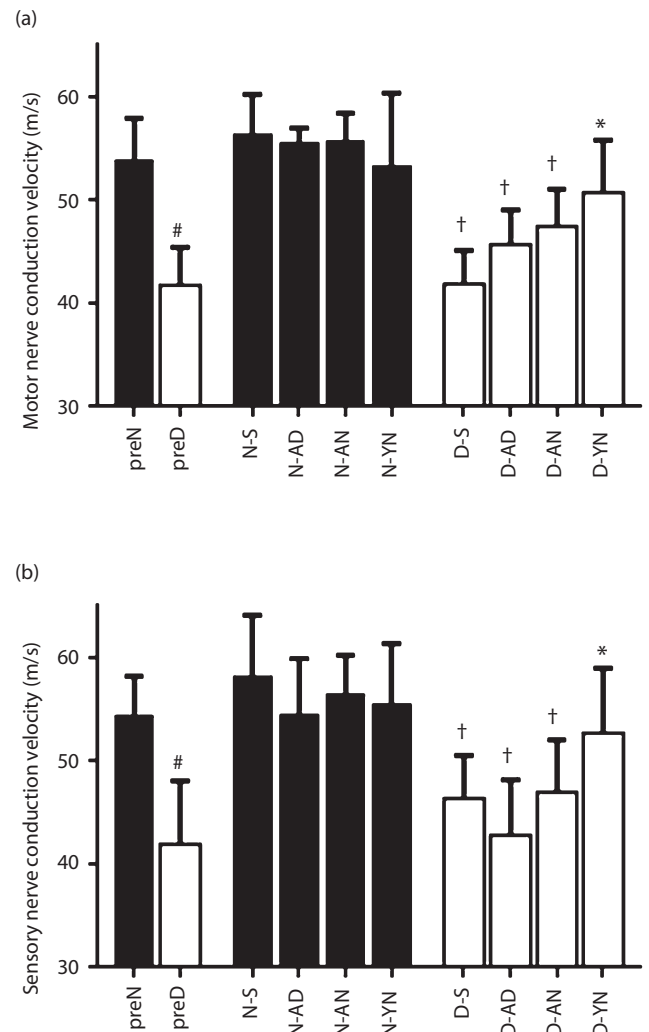 (a)
Motor nerve conduction velocity (m/s)
60
50
40
30
#
†
†
†
*
preN
preD
N-S
N-AD
N-AN
N-YN
D-S
D-AD
D-AN
D-YN
(b)
Sensory nerve conduction velocity (m/s)
60
50
40
30
#
†
†
†
*
preN
preD
N-S
N-AD
N-AN
N-YN
D-S
D-AD
D-AN
D-YN